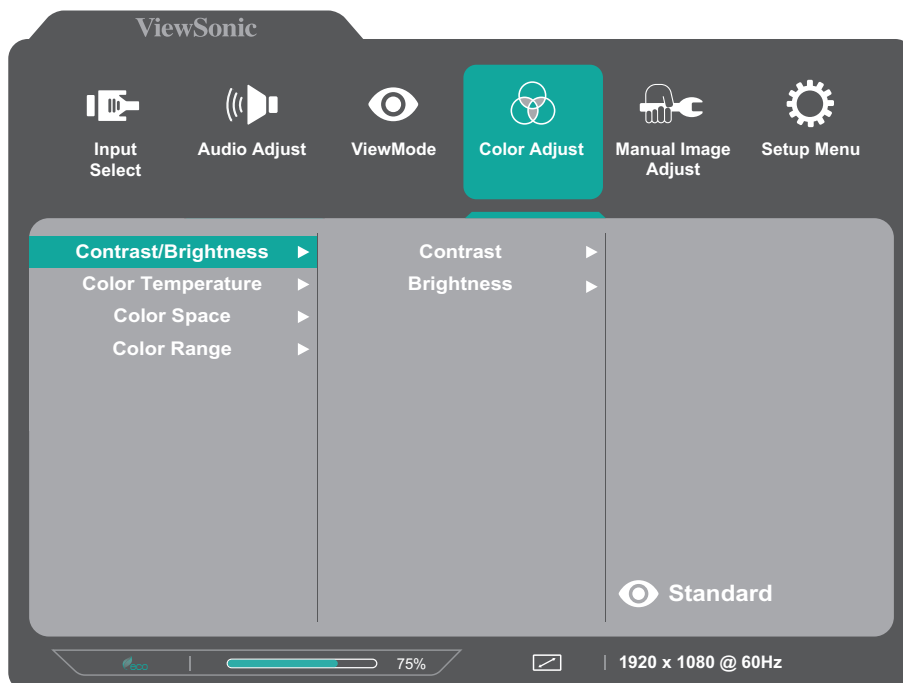 ViewSonic
Input
Select
Audio Adjust
ViewMode
Color Adjust
Manual Image
Adjust
Setup Menu
Contrast/Brightness
Color Temperature
Color Space
Color Range
Contrast
Brightness
Standard
eco
75%
1920 x 1080 @ 60Hz